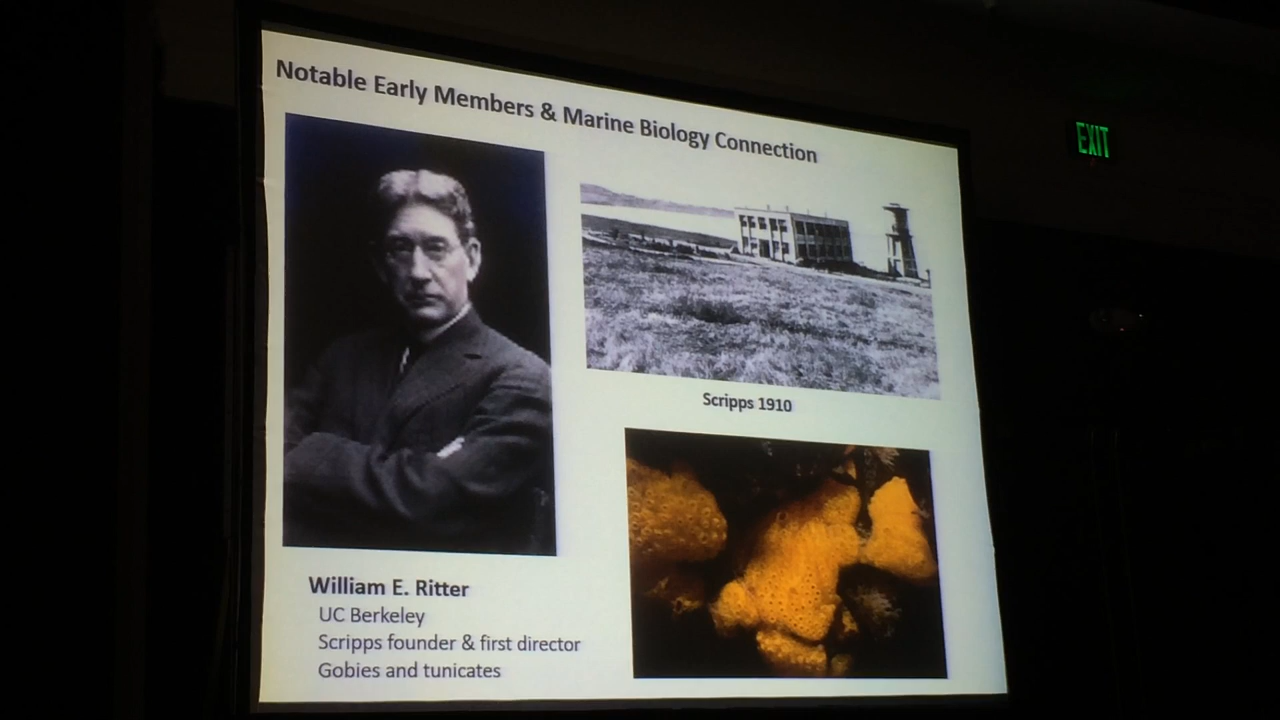 Notable Early Members & Marine Biology Connection
Scripps 1910
William E. Ritter
UC Berkeley
Scripps founder & first director
Gobies and tunicates
EXIT